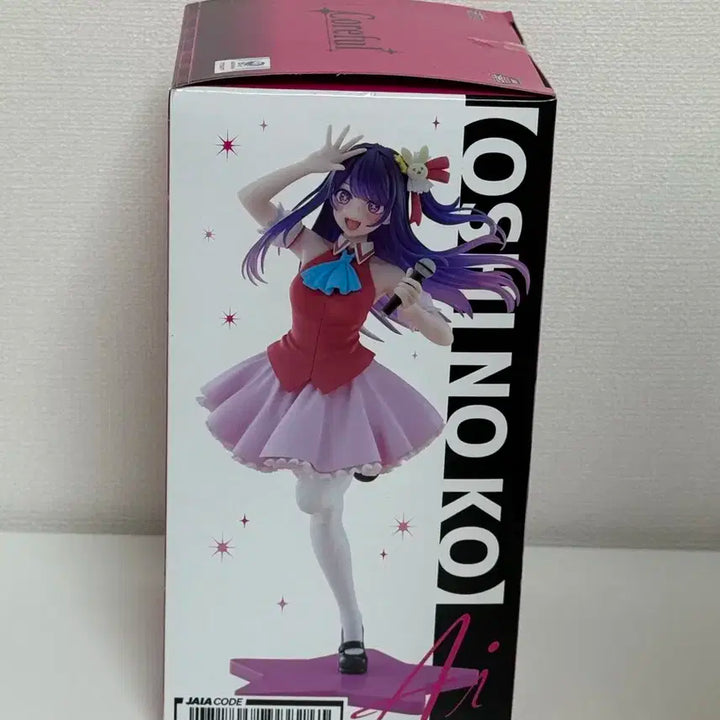 Coreful
【OSHI NO KO】
Ai
JAIA CODE